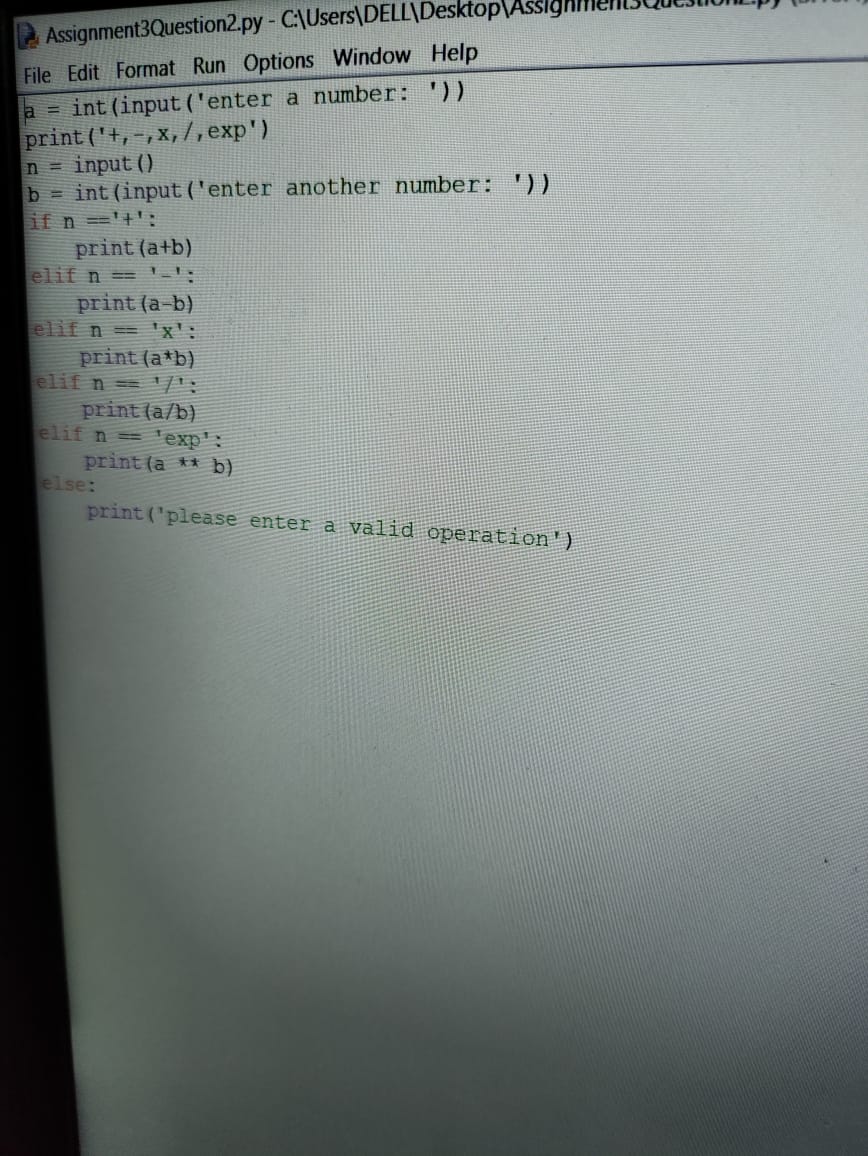 Assignment3Question2.py - C:\Users\DELL\Desktop\Assignment3Question2.py
File Edit Format Run Options Window Help
a = int(input('enter a number: '))
print('+,-,x,/,exp')
n = input()
b = int(input('enter another number: '))
if n =='+':
    print(a+b)
elif n == '-':
    print(a-b)
elif n == 'x':
    print(a*b)
elif n == '/':
    print(a/b)
elif n == 'exp':
    print(a ** b)
else:
    print('please enter a valid operation')